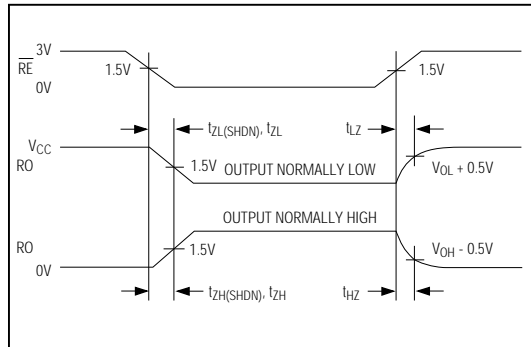 3V
RE
1.5V
1.5V
0V
tZL(SHDN), tZL
tLZ
VCC
RO
1.5V
OUTPUT NORMALLY LOW
VOL + 0.5V
OUTPUT NORMALLY HIGH
RO
1.5V
VOH - 0.5V
0V
tZH(SHDN), tZH
tHZ